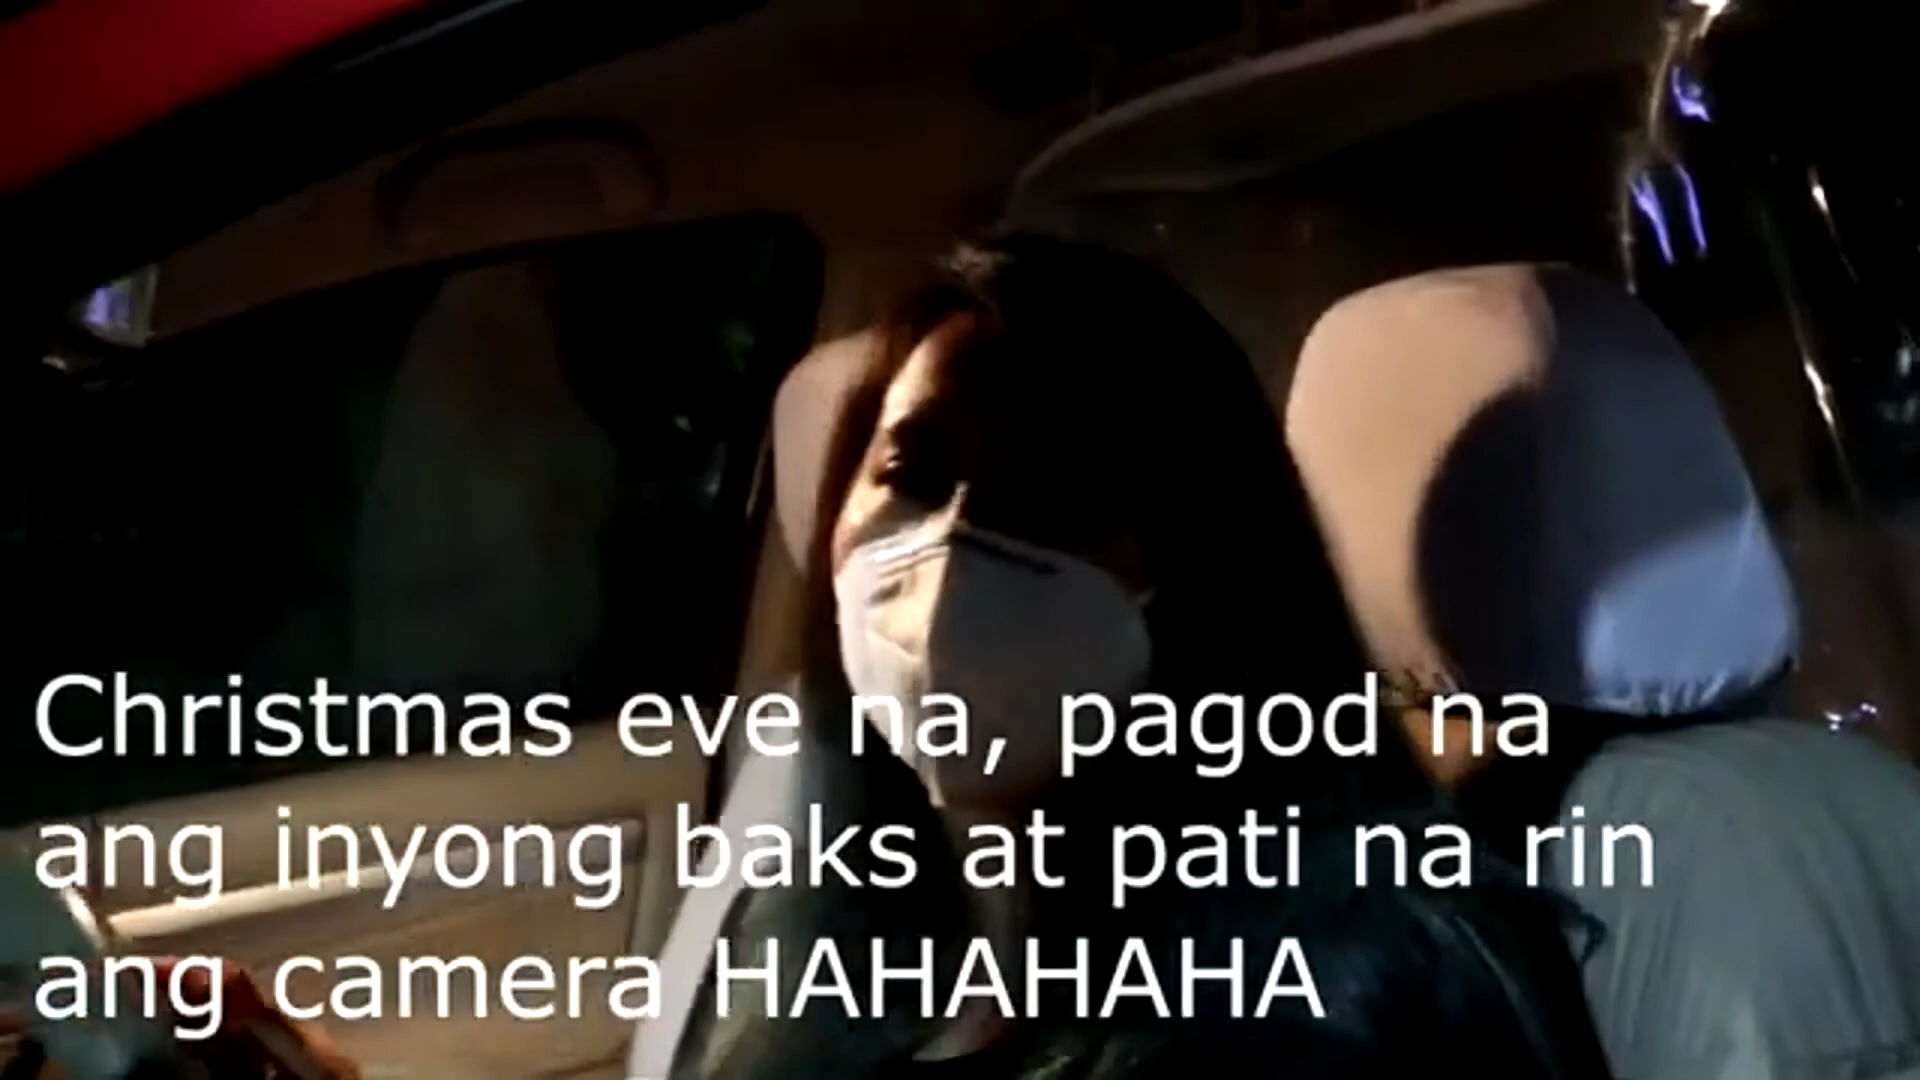 Christmas eve na, pagod na
ang inyong baks at pati na rin
ang camera HAHAHAHA